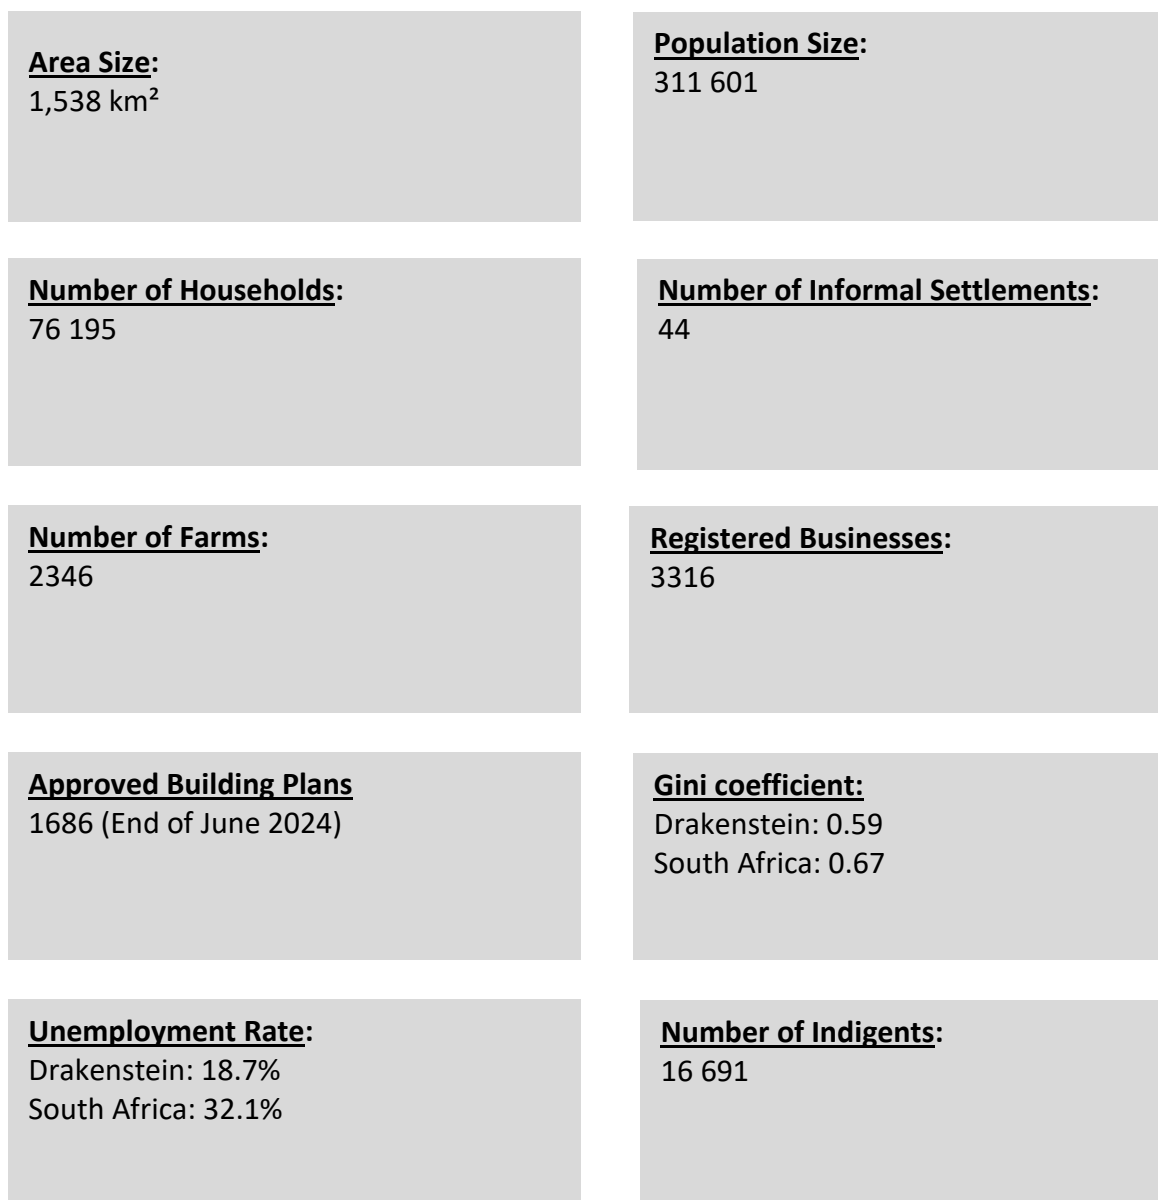 Area Size:
1,538 km²
Population Size:
311 601
Number of Households:
76 195
Number of Informal Settlements:
44
Number of Farms:
2346
Registered Businesses:
3316
Approved Building Plans
1686 (End of June 2024)
Gini coefficient:
Drakenstein: 0.59
South Africa: 0.67
Unemployment Rate:
Drakenstein: 18.7%
South Africa: 32.1%
Number of Indigents:
16 691